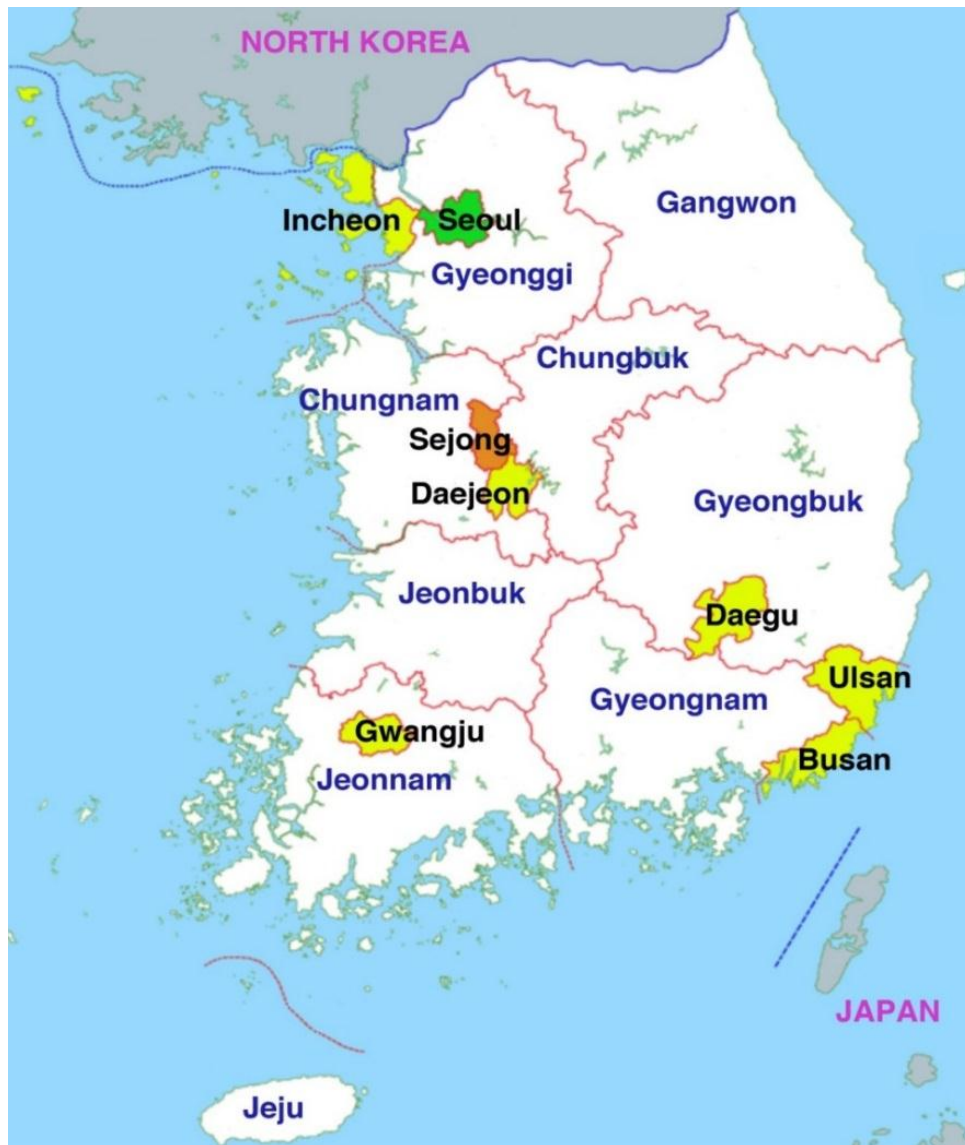 NORTH KOREA
Gangwon
Incheon
Seoul
Gyeonggi
Chungbuk
Chungnam
Sejong
Daejeon
Gyeongbuk
Jeonbuk
Daegu
Ulsan
Gyeongnam
Gwangju
Busan
Jeonnam
JAPAN
Jeju